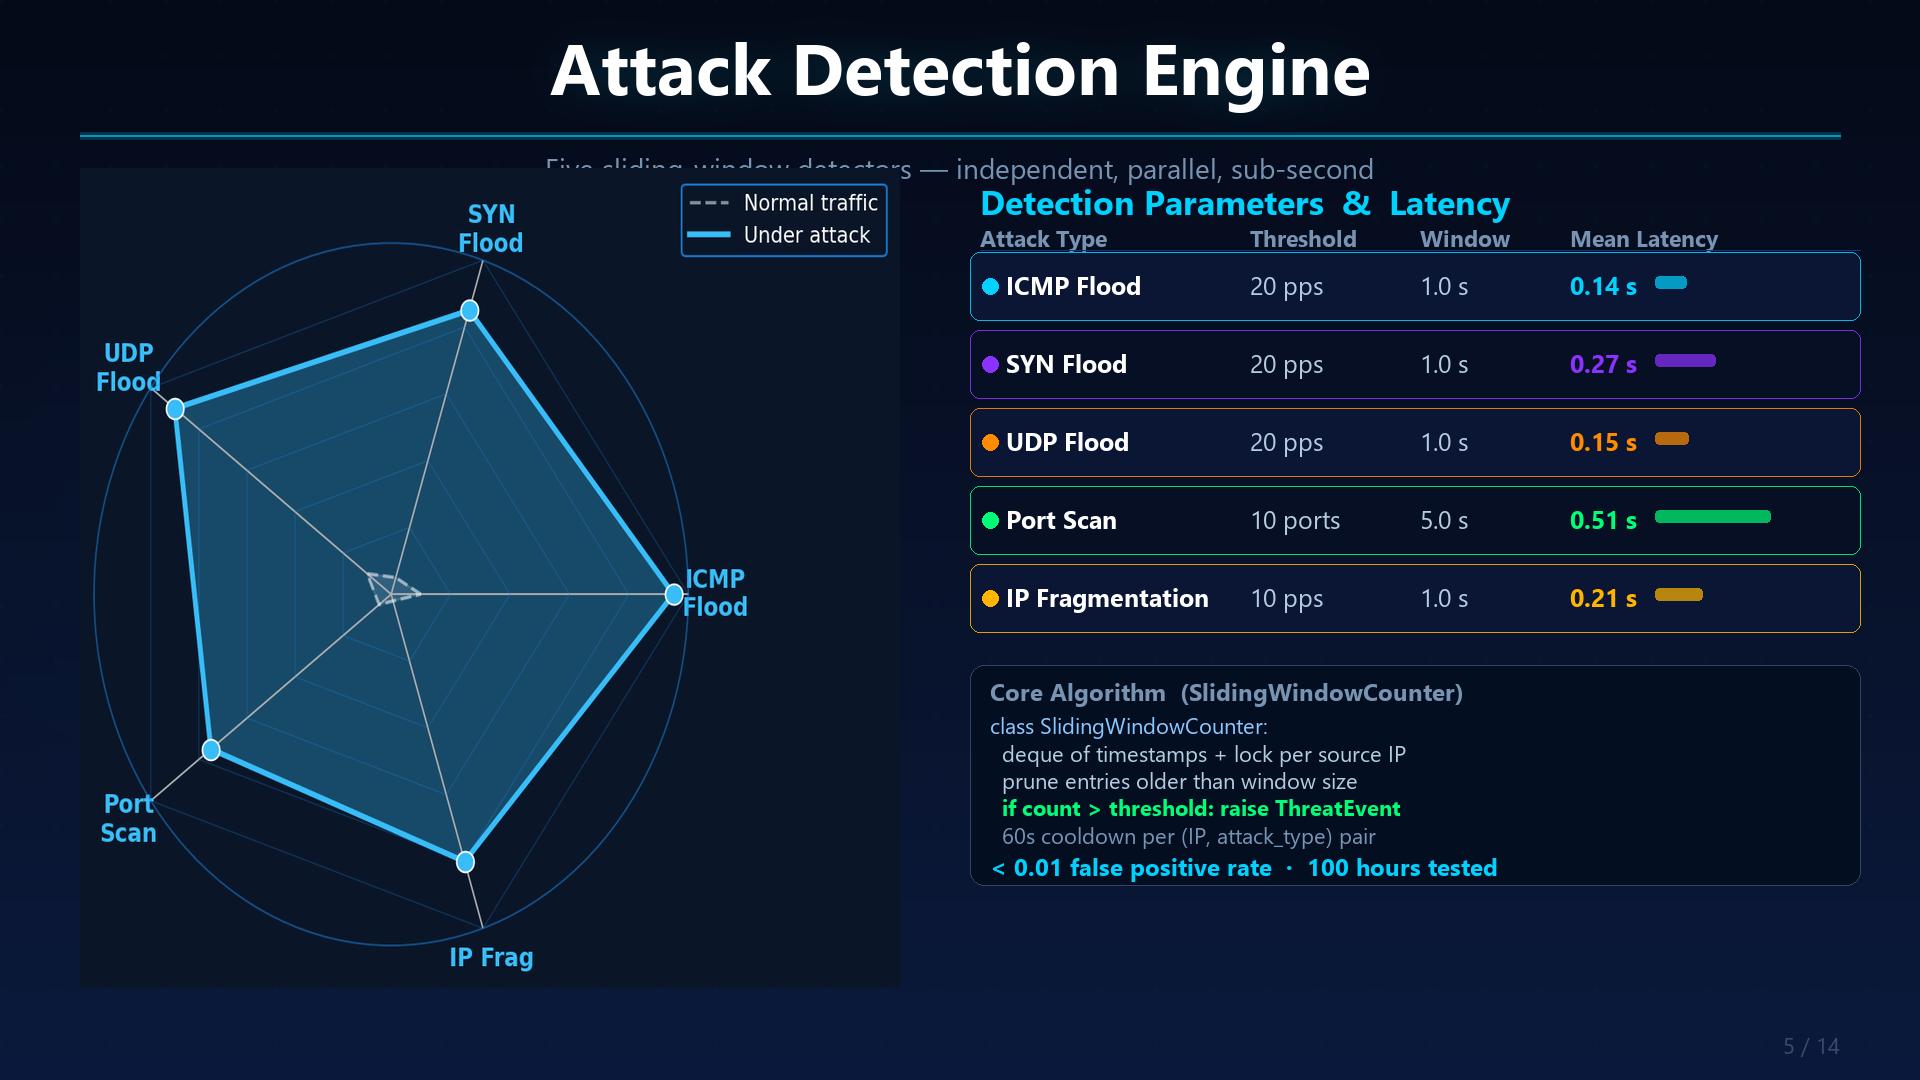 Attack Detection Engine
Five sliding-window detectors — independent, parallel, sub-second
Normal traffic
Under attack
SYN
Flood
UDP
Flood
ICMP
Flood
Port
Scan
IP Frag
Detection Parameters & Latency
Attack Type Threshold Window Mean Latency
ICMP Flood 20 pps 1.0 s 0.14 s
SYN Flood 20 pps 1.0 s 0.27 s
UDP Flood 20 pps 1.0 s 0.15 s
Port Scan 10 ports 5.0 s 0.51 s
IP Fragmentation 10 pps 1.0 s 0.21 s
Core Algorithm (SlidingWindowCounter)
class SlidingWindowCounter:
deque of timestamps + lock per source IP
prune entries older than window size
if count > threshold: raise ThreatEvent
60s cooldown per (IP, attack_type) pair
< 0.01 false positive rate · 100 hours tested
5 / 14